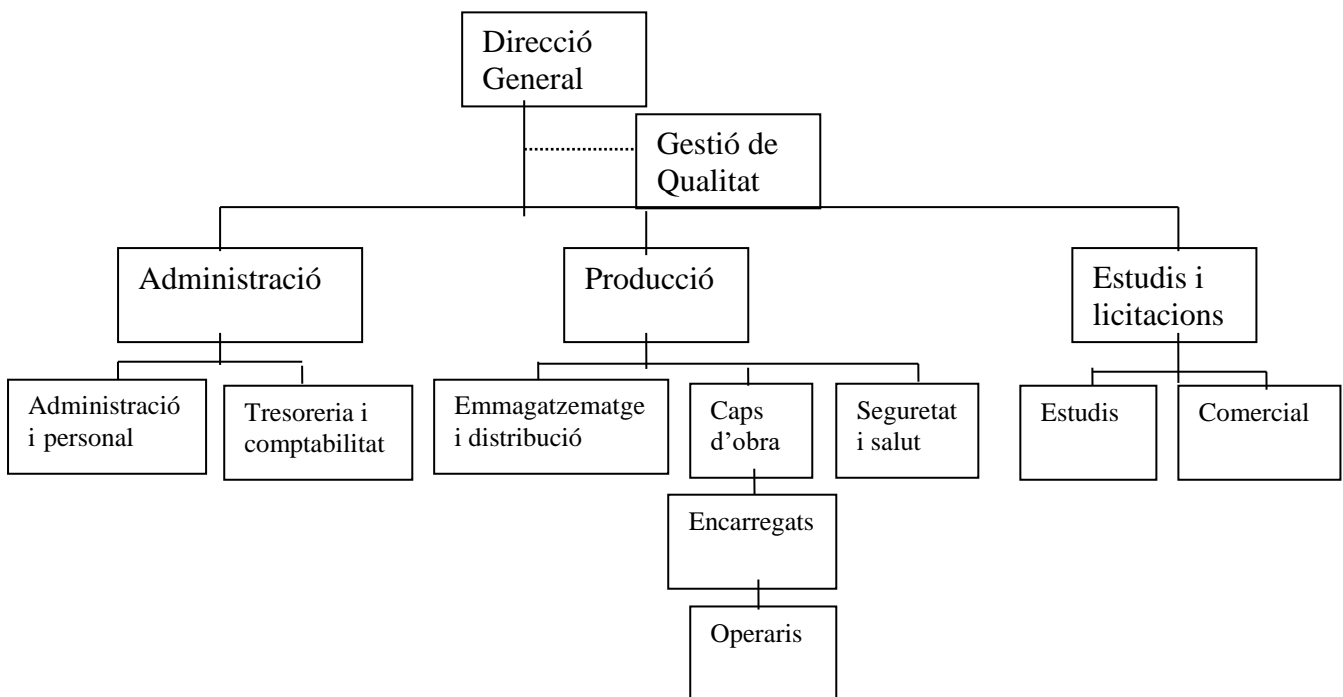 Direcció
General
Gestió de
Qualitat
Administració
Producció
Estudis i
licitacions
Administració
i personal
Tresoreria i
comptabilitat
Emmagatzematge
i distribució
Caps
d’obra
Seguretat
i salut
Estudis
Comercial
Encarregats
Operaris